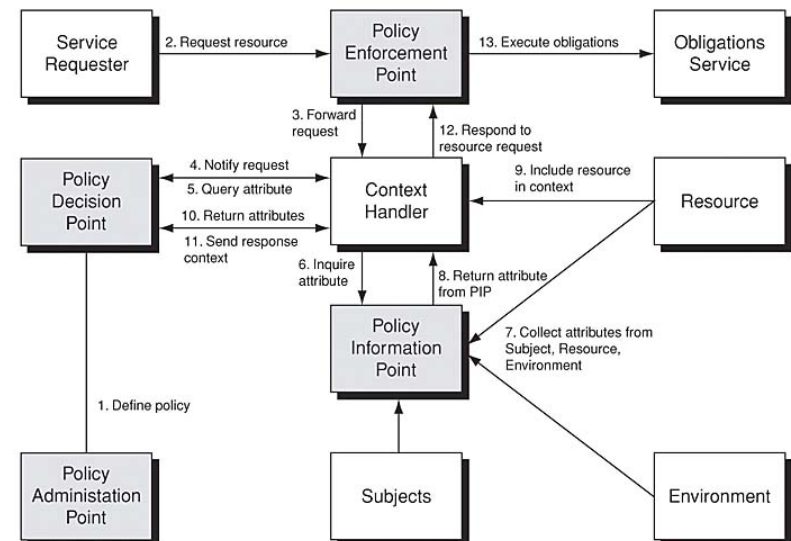 Service
Requester
2. Request resource
Policy
Enforcement
Point
13. Execute obligations
Obligations
Service
3. Forward
request
12. Respond to
resource request
Policy
Decision
Point
4. Notify request
5. Query attribute
10. Return attributes
11. Send response
context
Context
Handler
9. Include resource
in context
Resource
6. Inquire
attribute
8. Return attribute
from PIP
Policy
Information
Point
7. Collect attributes from
Subject, Resource,
Environment
1. Define policy
Policy
Administation
Point
Subjects
Environment